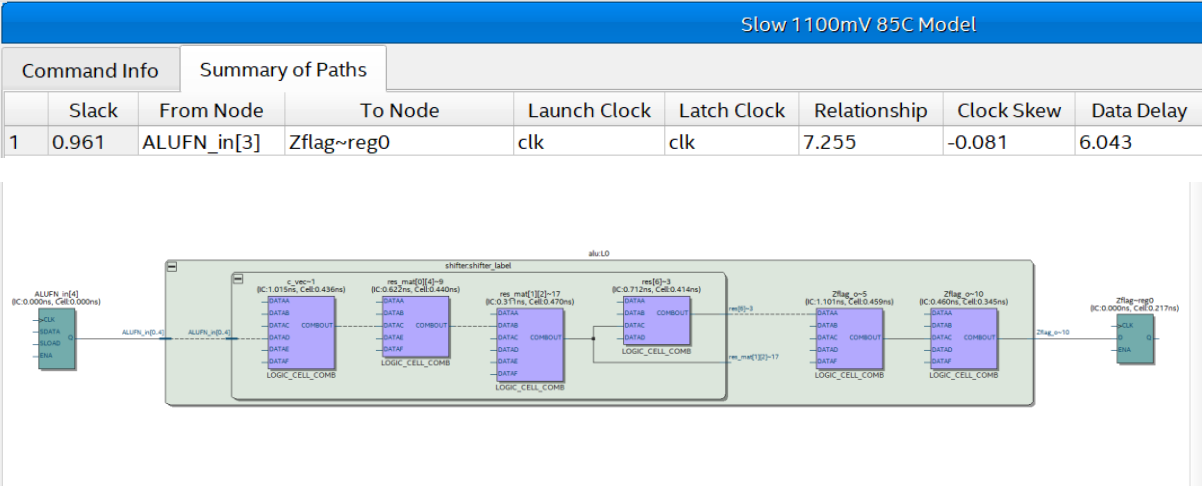 Slow 1100mV 85C Model
Command Info
Summary of Paths
Slack From Node To Node Launch Clock Latch Clock Relationship Clock Skew Data Delay
1 0.961 ALUFN_in[3] Zflag~reg0 clk clk 7.255 -0.081 6.043
alu:L0
shifter:shifter_label
ALUFN_in[4]
(IC:0.000ns, Cell:0.000ns)
>CLK
SDATA
SLOAD
ENA
Q
ALUFN_in[0..4]
ALUFN_in[0..4]
c_vec~1
(IC:1.015ns, Cell:0.436ns)
DATAA
DATAB
DATAC
DATAD
DATAE
DATAF
COMBOUT
LOGIC_CELL_COMB
res_mat[0][4]~9
(IC:0.622ns, Cell:0.440ns)
DATAA
DATAB
DATAC
DATAD
DATAE
DATAF
COMBOUT
LOGIC_CELL_COMB
res_mat[1][2]~17
(IC:0.311ns, Cell:0.470ns)
DATAA
DATAB
DATAC
DATAD
DATAE
DATAF
COMBOUT
LOGIC_CELL_COMB
res[6]~3
(IC:0.712ns, Cell:0.414ns)
DATAA
DATAB
DATAC
DATAD
COMBOUT
LOGIC_CELL_COMB
res[6]~3
res_mat[1][2]~17
Zflag_o~5
(IC:1.101ns, Cell:0.459ns)
DATAA
DATAB
DATAC
DATAD
DATAE
DATAF
COMBOUT
LOGIC_CELL_COMB
Zflag_o~10
(IC:0.460ns, Cell:0.345ns)
DATAA
DATAB
DATAC
DATAD
DATAE
DATAF
COMBOUT
LOGIC_CELL_COMB
Zflag_o~10
Zflag~reg0
(IC:0.000ns, Cell:0.217ns)
>CLK
D
ENA
Q